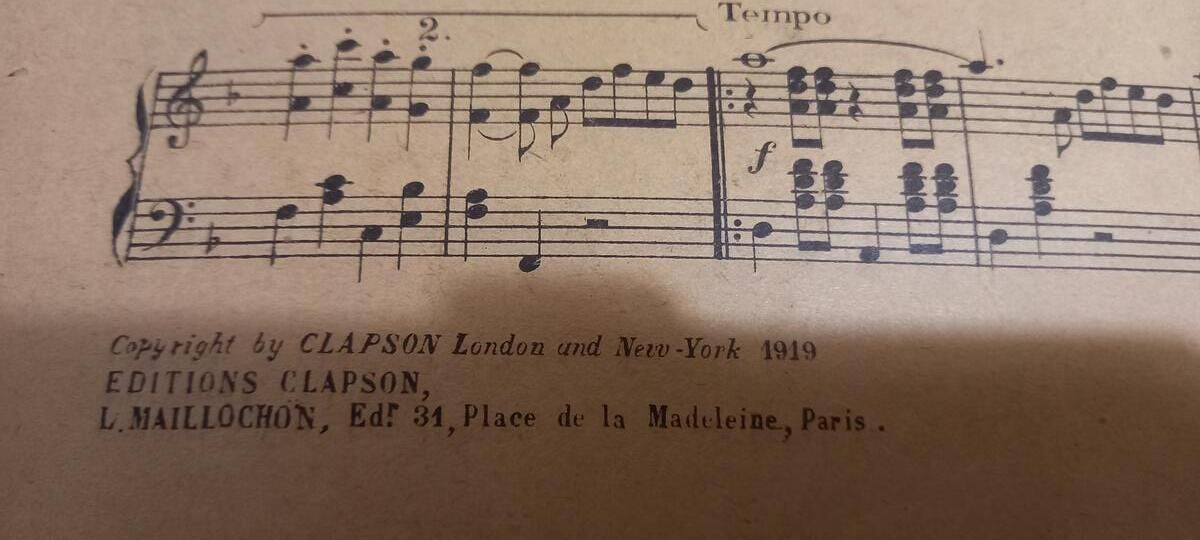 Tempo
2.
f
Copyright by CLAPSON London and New-York 1919
EDITIONS CLAPSON,
L. MAILLOCHON, Edr. 31, Place de la Madeleine, Paris.